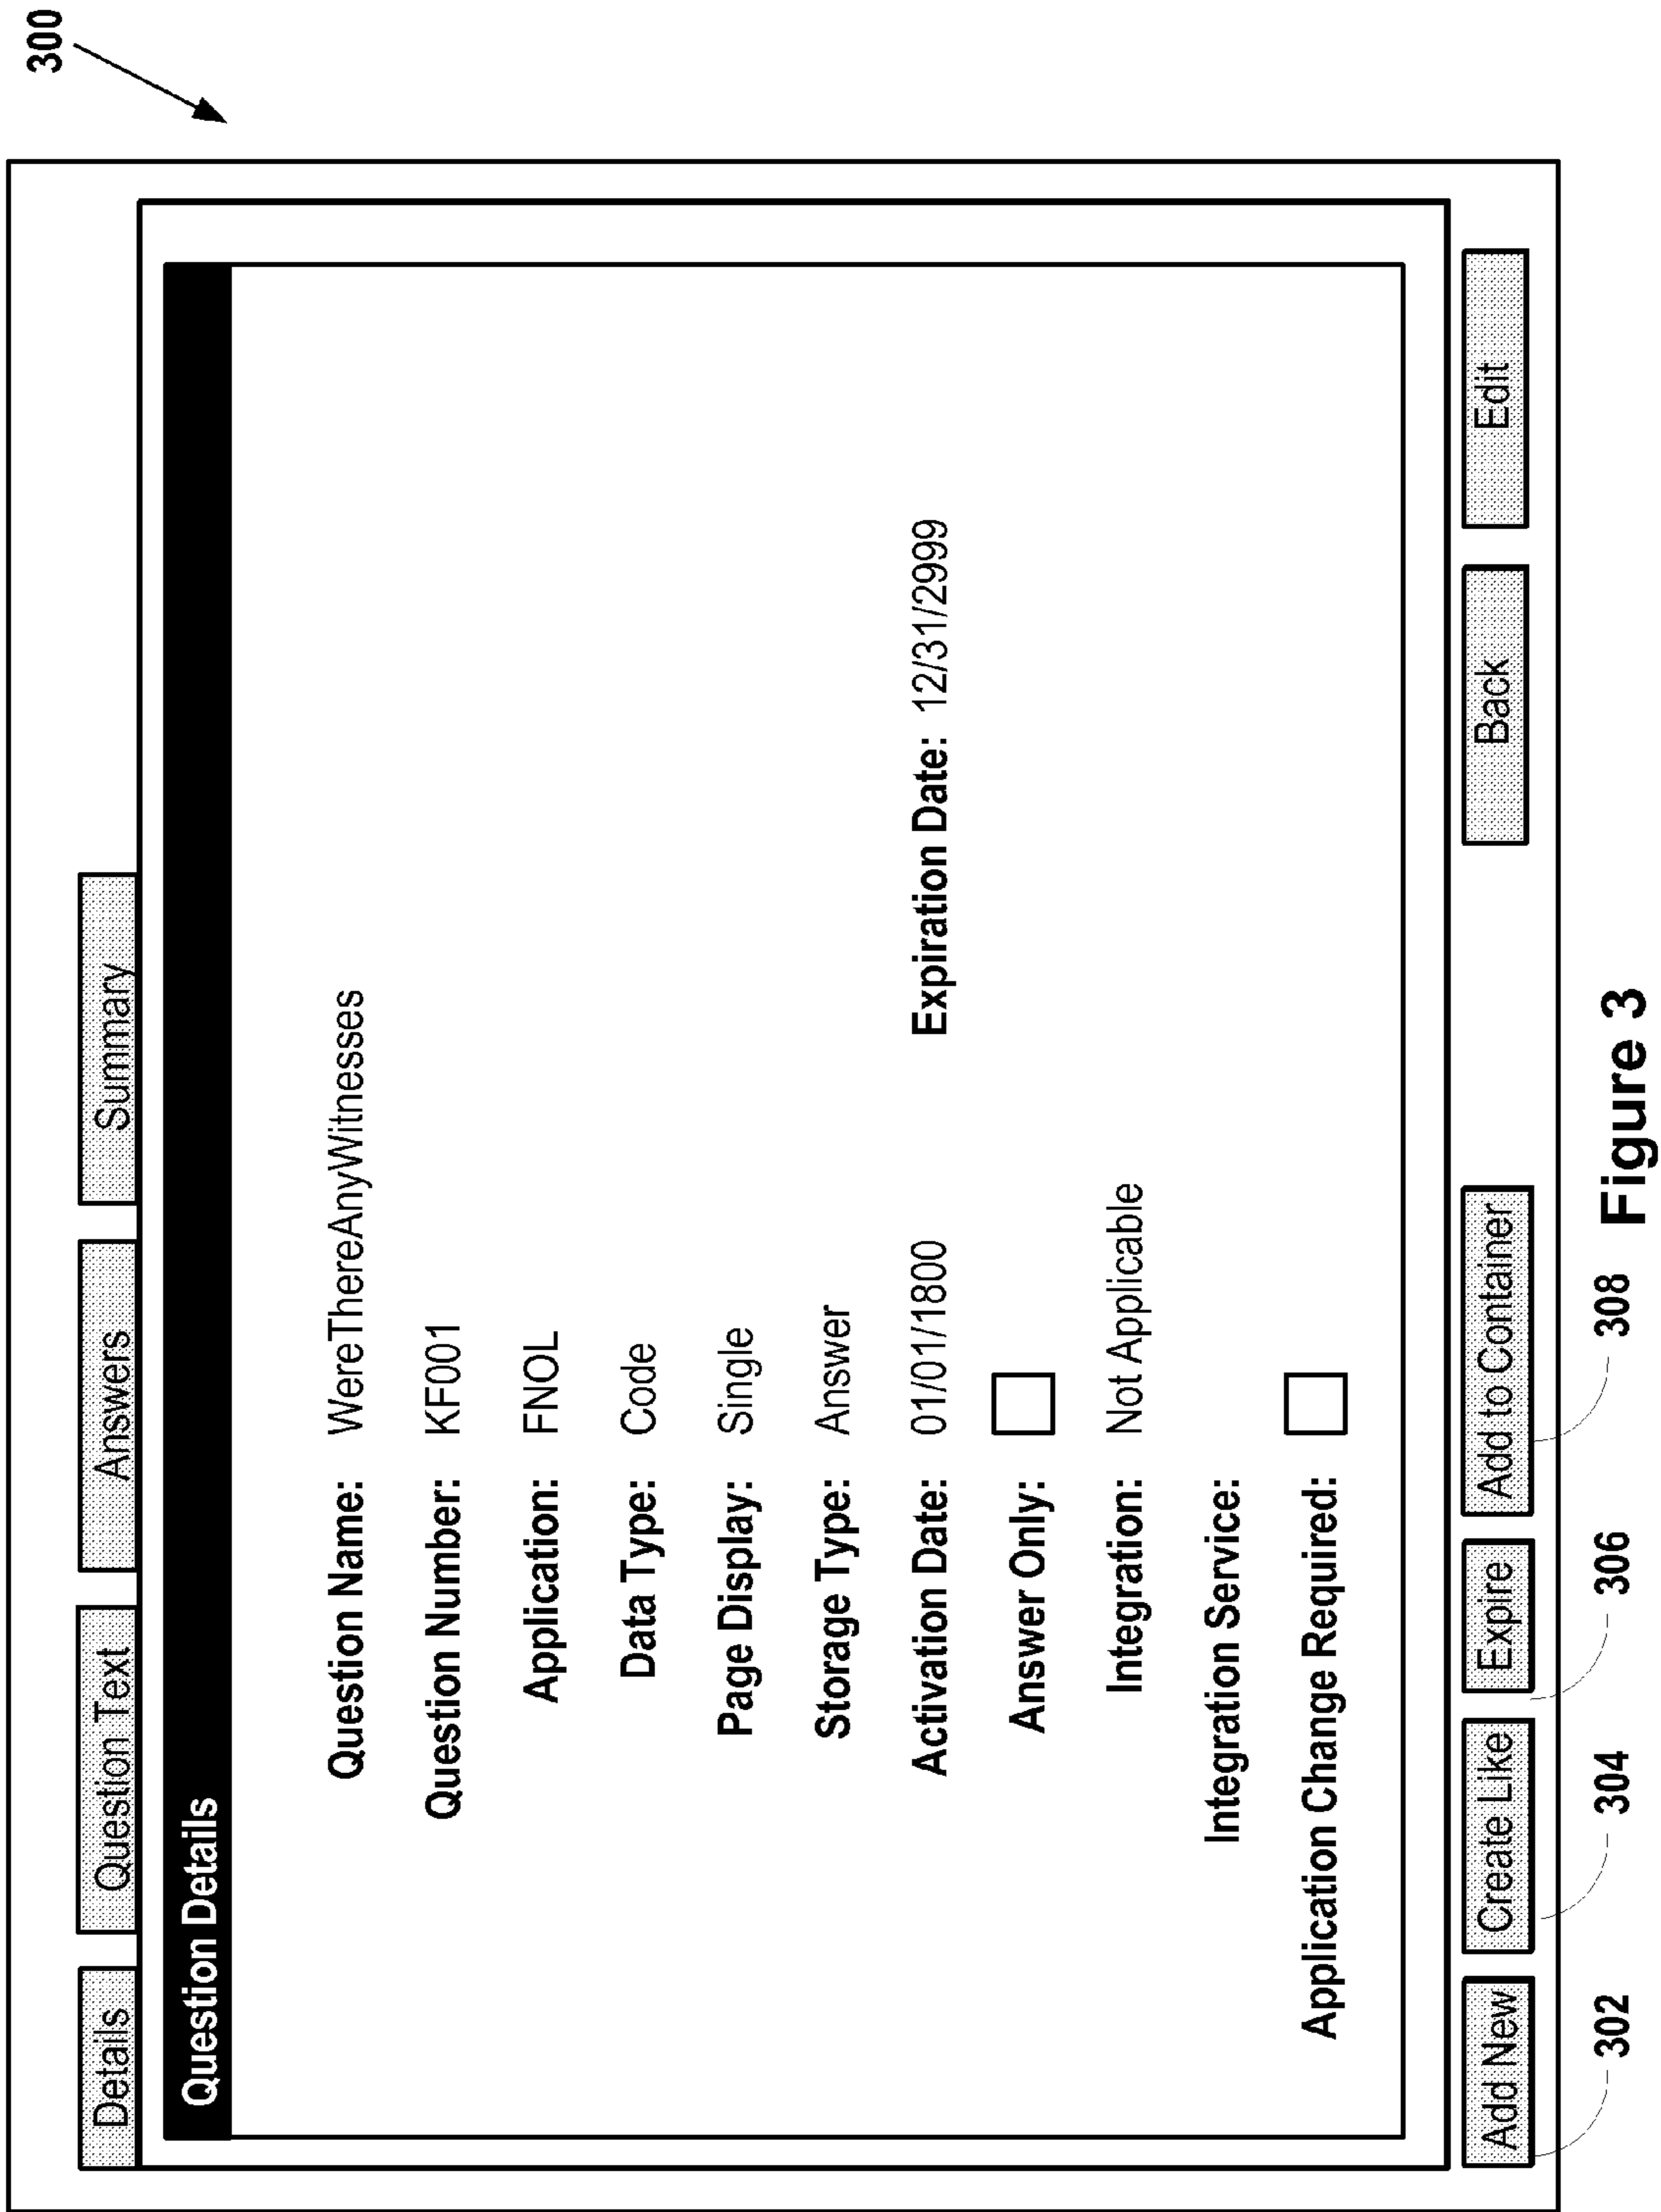 300
Details Question Text Answers Summary
Question Details
Question Name: WereThereAnyWitnesses
Question Number: KF001
Application: FNOL
Data Type: Code
Page Display: Single
Storage Type: Answer
Activation Date: 01/01/1800 Expiration Date: 12/31/2999
Answer Only:
Integration: Not Applicable
Integration Service:
Application Change Required:
Add New Create Like Expire Add to Container Back Edit
302 304 306 308
Figure 3